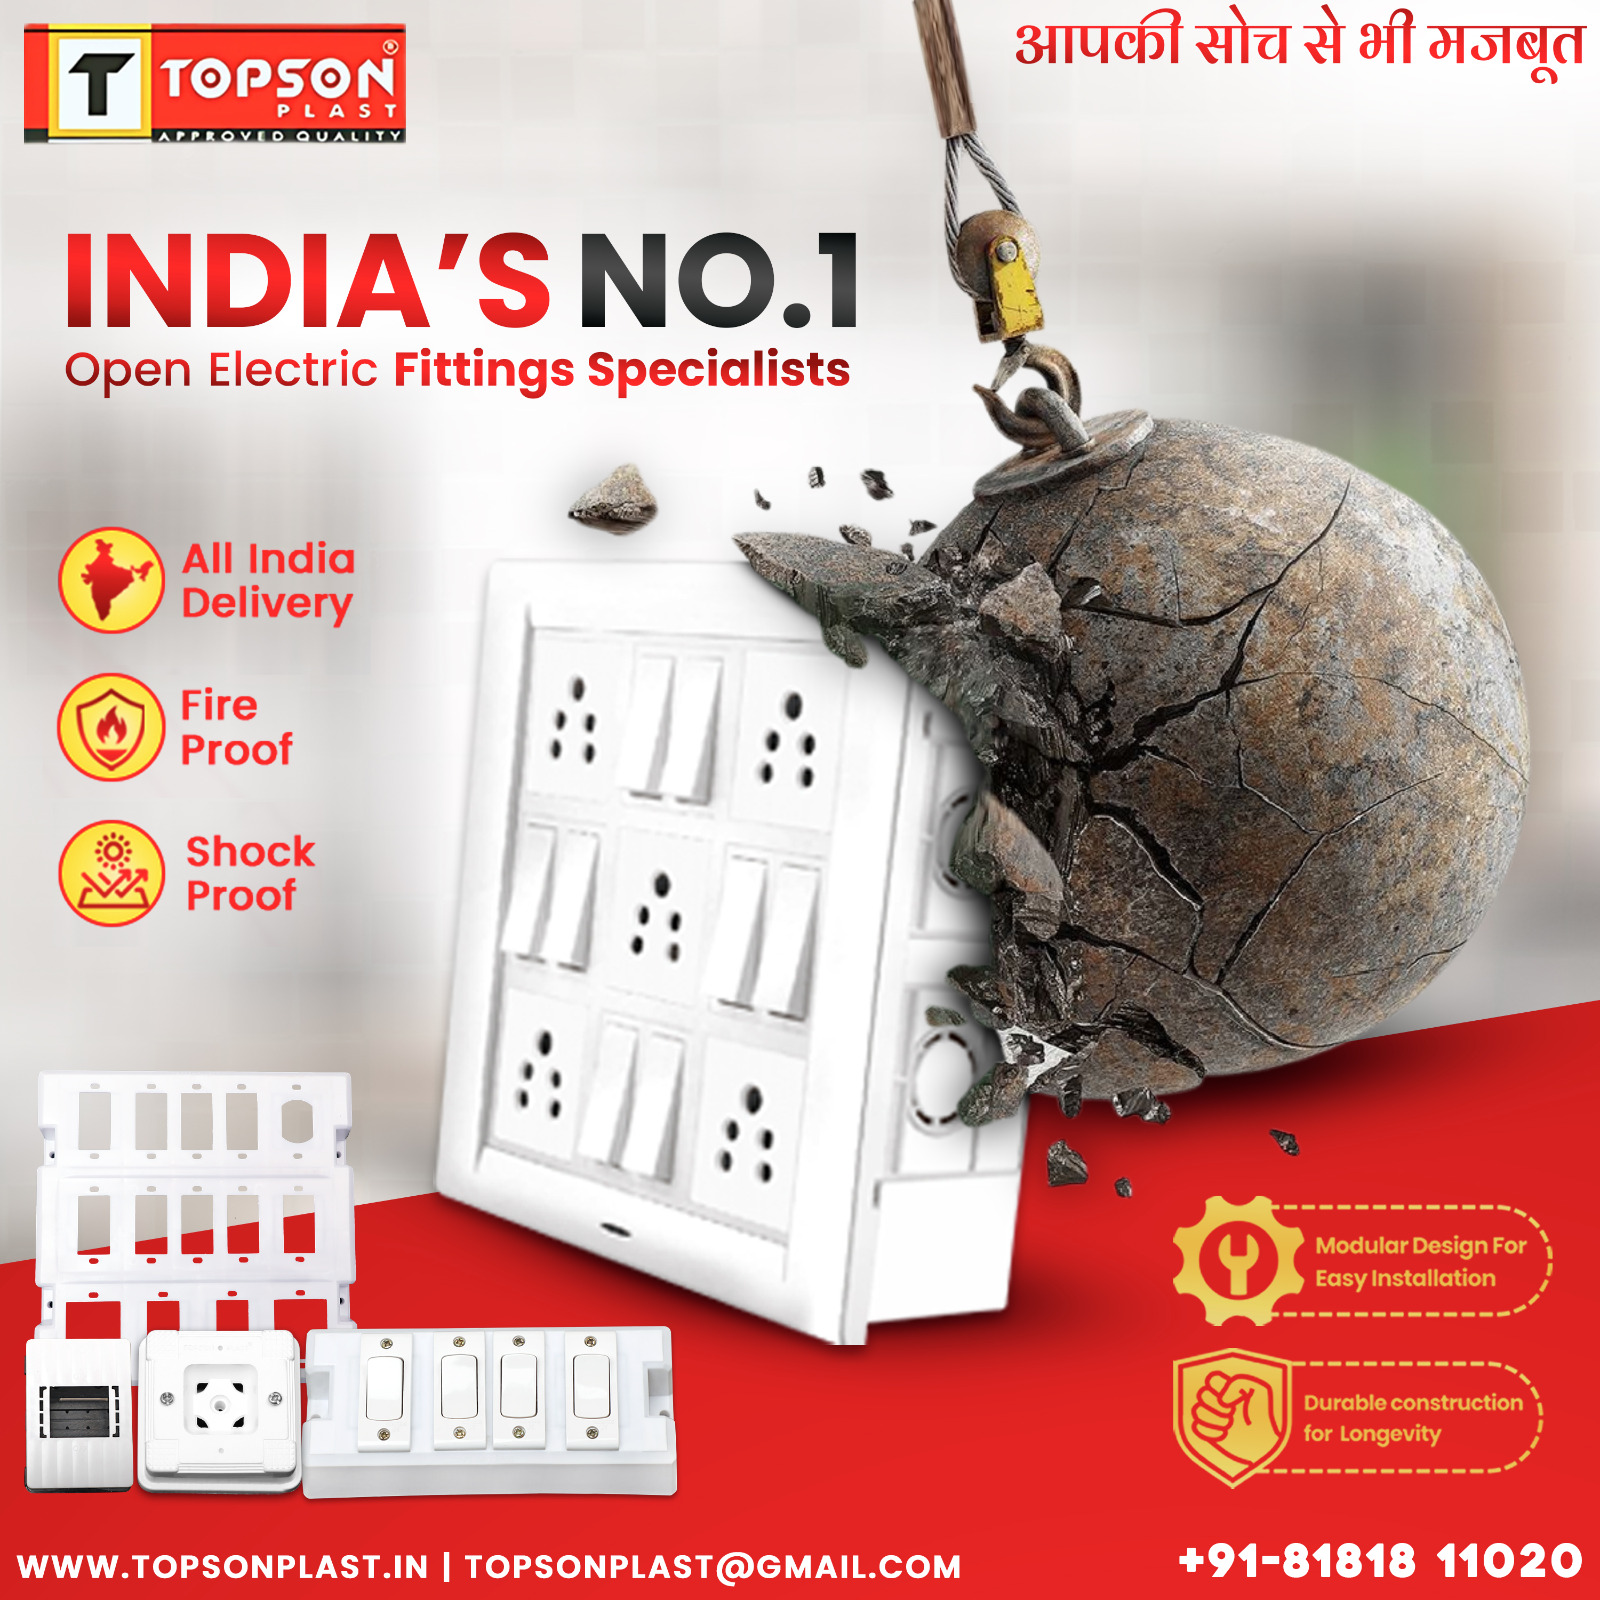 T TOPSON®
PLAST
APPROVED QUALITY
आपकी सोच से भी मजबूत
INDIA'S NO.1
Open Electric Fittings Specialists
All India
Delivery
Fire
Proof
Shock
Proof
Modular Design For
Easy Installation
Durable construction
for Longevity
WWW.TOPSONPLAST.IN | TOPSONPLAST@GMAIL.COM
+91-81818 11020